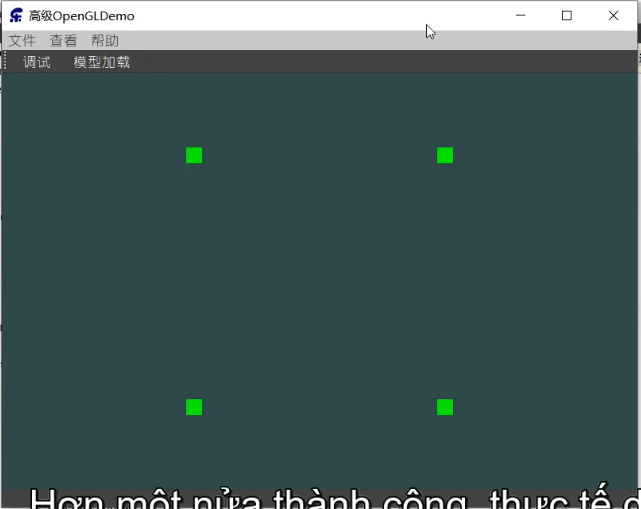 高级OpenGLDemo
文件 查看 帮助
调试 模型加载
Hơn một nửa thành công, thực tế